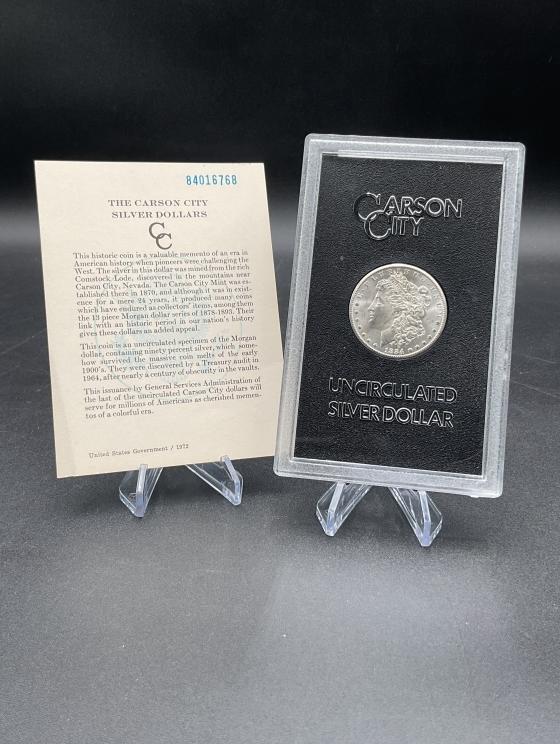 84016768
THE CARSON CITY
SILVER DOLLARS
CC
This historic coin is a valuable memento of an era in
American history when pioneers were challenging the
West. The silver in this dollar was mined from the rich
Comstock Lode, discovered in the mountains near
Carson City, Nevada. The Carson City Mint was es-
tablished there in 1870, and although it was in exist-
ence for a mere 24 years, it produced many coins
which have endured as collectors' items, among them
the 13 piece Morgan dollar series of 1878-1893. Their
link with an historic period in our nation's history
gives these dollars an added appeal.
This coin is an uncirculated specimen of the Morgan
dollar, containing ninety percent silver, which some-
how survived the massive coin melts of the early
1900's. They were discovered by a Treasury audit in
1964, after nearly a century of obscurity in the vaults.
This issuance by General Services Administration of
the last of the uncirculated Carson City dollars will
serve for millions of Americans as cherished memen-
tos of a colorful era.
United States Government / 1972
CARSON
CITY
1884
UNCIRCULATED
SILVER DOLLAR